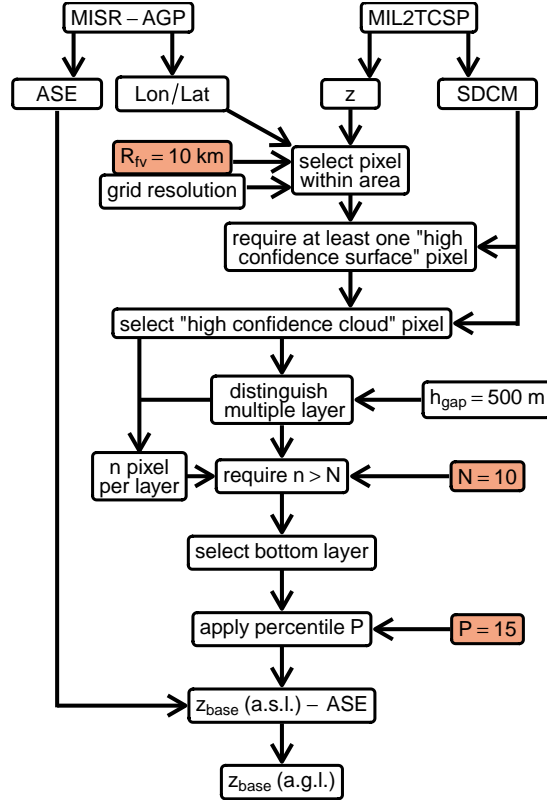 MISR – AGP
MIL2TCSP
ASE
Lon/Lat
z
SDCM
R_fv = 10 km
grid resolution
select pixel
within area
require at least one "high
confidence surface" pixel
select "high confidence cloud" pixel
distinguish
multiple layer
h_gap = 500 m
n pixel
per layer
require n > N
N = 10
select bottom layer
apply percentile P
P = 15
z_base (a.s.l.) – ASE
z_base (a.g.l.)